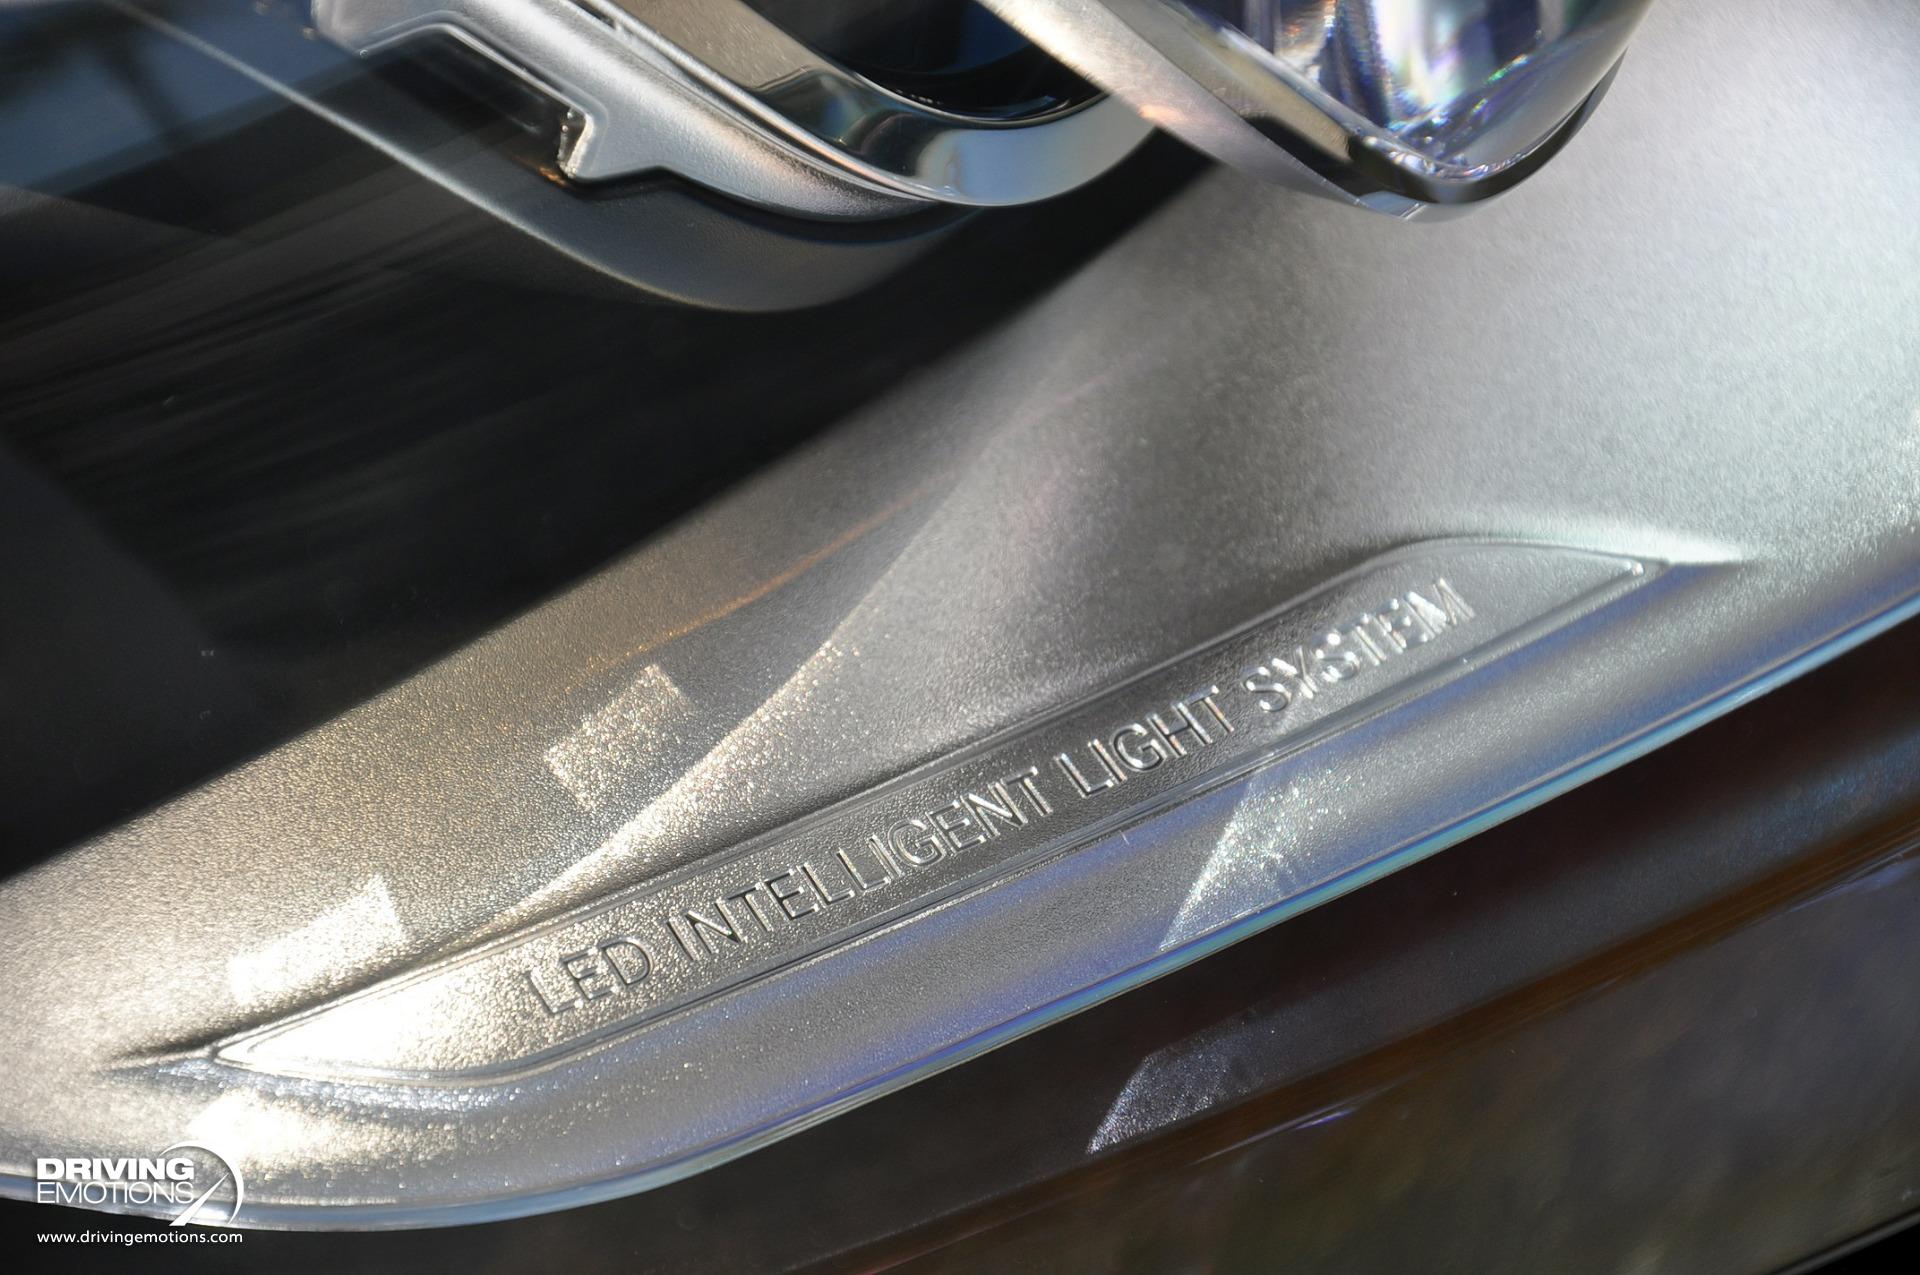 LED INTELLIGENT LIGHT SYSTEM
DRIVING
EMOTIONS
www.drivingemotions.com